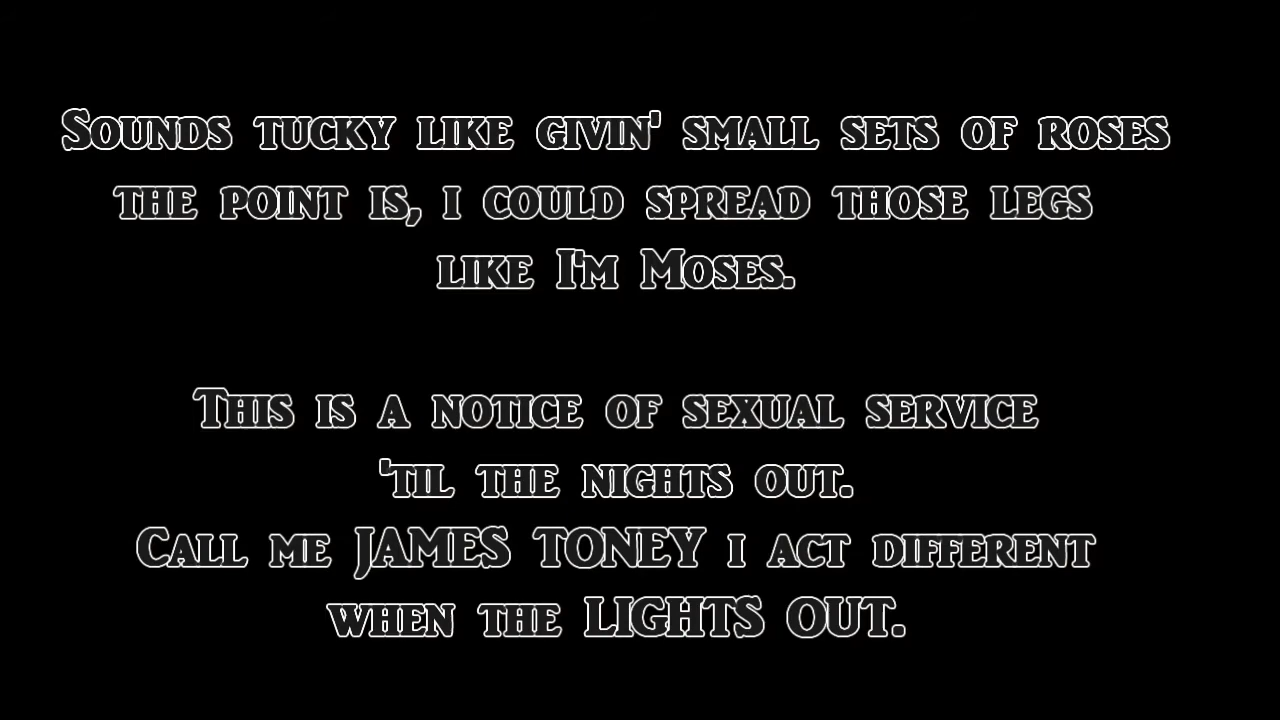 Sounds tucky like givin' small sets of roses
the point is, i could spread those legs
like I'm Moses.
This is a notice of sexual service
'til the nights out.
Call me JAMES TONEY i act different
when the LIGHTS OUT.